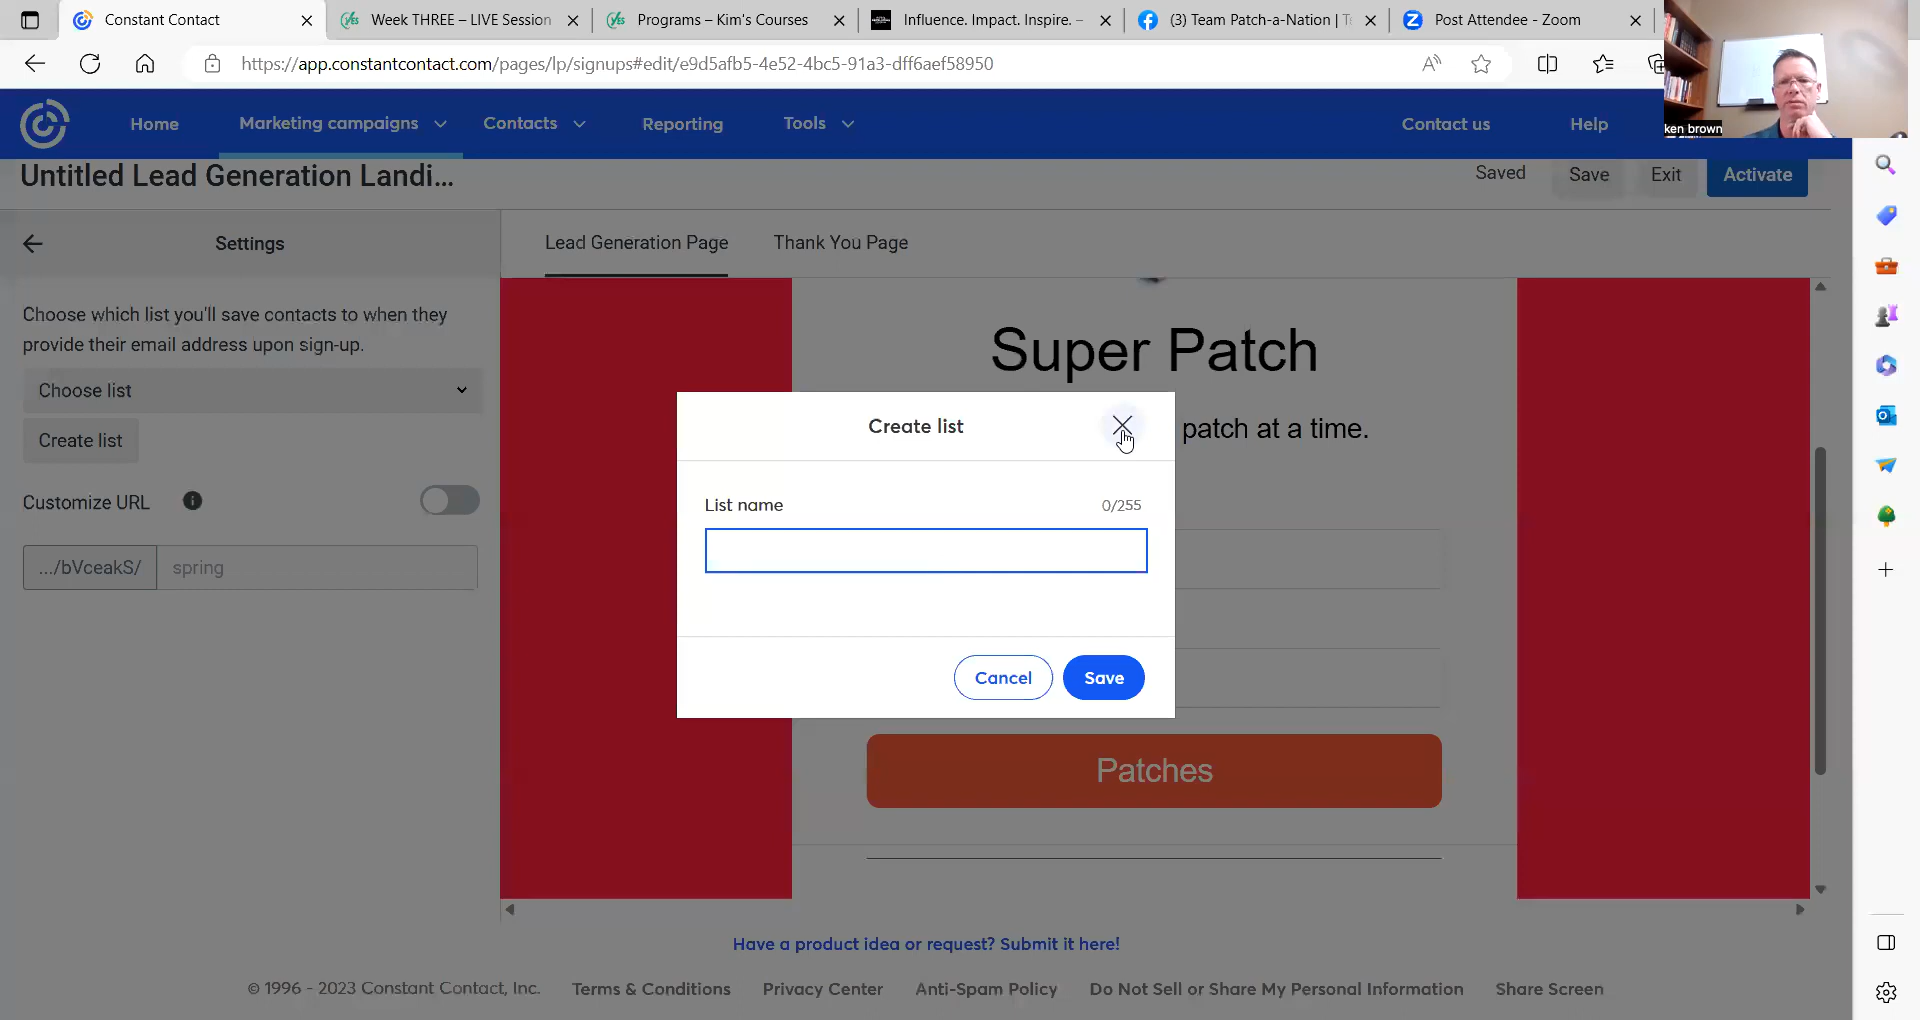 Constant Contact
Week THREE – LIVE Session
Programs – Kim's Courses
Influence. Impact. Inspire. –
(3) Team Patch-a-Nation | Te
Post Attendee - Zoom
https://app.constantcontact.com/pages/lp/signups#edit/e9d5afb5-4e52-4bc5-91a3-dff6aef58950
ken brown
Home
Marketing campaigns
Contacts
Reporting
Tools
Contact us
Help
Untitled Lead Generation Landi...
Saved
Save
Exit
Activate
Settings
Lead Generation Page
Thank You Page
Choose which list you'll save contacts to when they
provide their email address upon sign-up.
Choose list
Create list
Customize URL
.../bVceakS/
spring
Super Patch
patch at a time.
Create list
List name
0/255
Cancel
Save
Patches
Have a product idea or request? Submit it here!
© 1996 - 2023 Constant Contact, Inc.
Terms & Conditions
Privacy Center
Anti-Spam Policy
Do Not Sell or Share My Personal Information
Share Screen